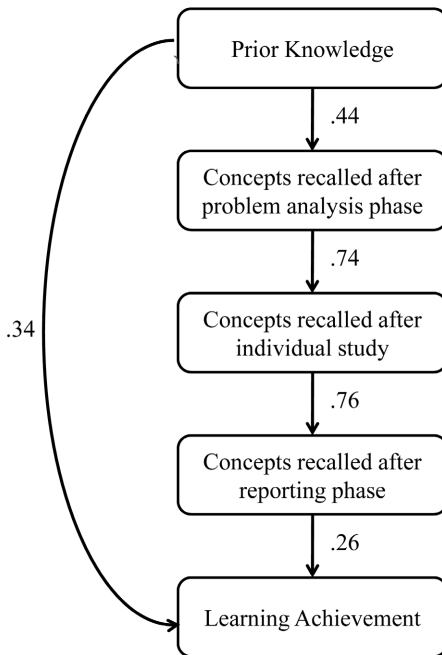 Prior Knowledge
.44
Concepts recalled after
problem analysis phase
.74
Concepts recalled after
individual study
.34
.76
Concepts recalled after
reporting phase
.26
Learning Achievement